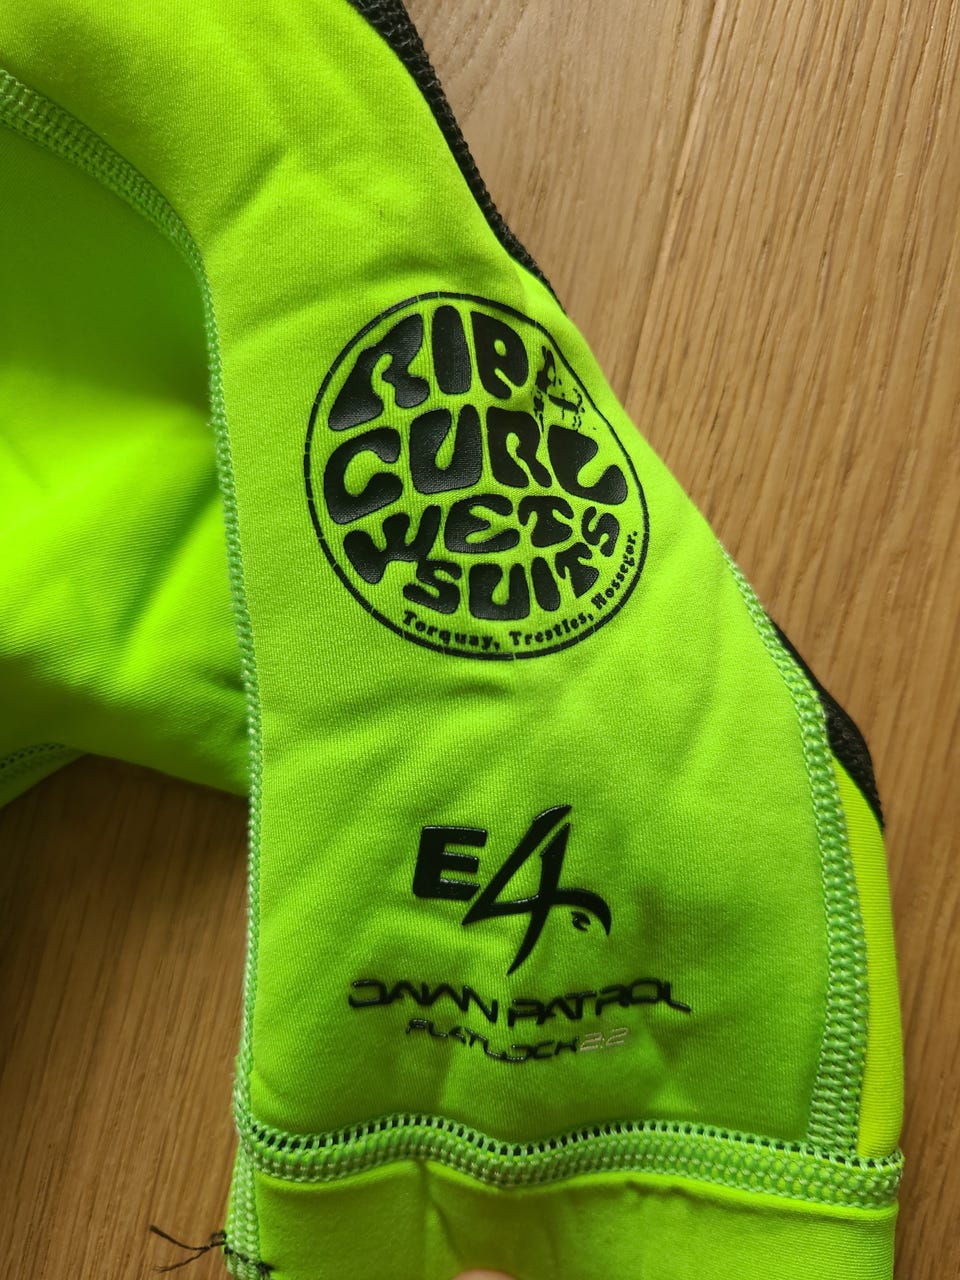 RIP
CURL
WET
SUITS
Torquay, Trestles, Hossegor.
E4
DAWN PATROL
FLATLOCK 2:2